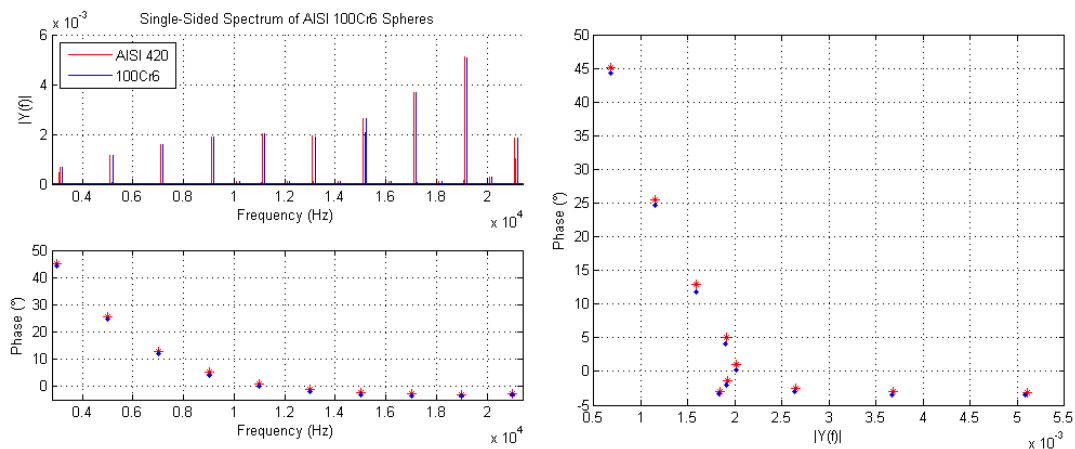 Single-Sided Spectrum of AISI 100Cr6 Spheres
x 10⁻³
6
4
2
0
|Y(f)|
AISI 420
100Cr6
0.4 0.6 0.8 1 1.2 1.4 1.6 1.8 2
Frequency (Hz)
x 10⁴
50
40
30
20
10
0
Phase (°)
0.4 0.6 0.8 1 1.2 1.4 1.6 1.8 2
Frequency (Hz)
x 10⁴
50
45
40
35
30
25
20
15
10
5
0
-5
Phase (°)
0.5 1 1.5 2 2.5 3 3.5 4 4.5 5 5.5
|Y(f)|
x 10⁻³